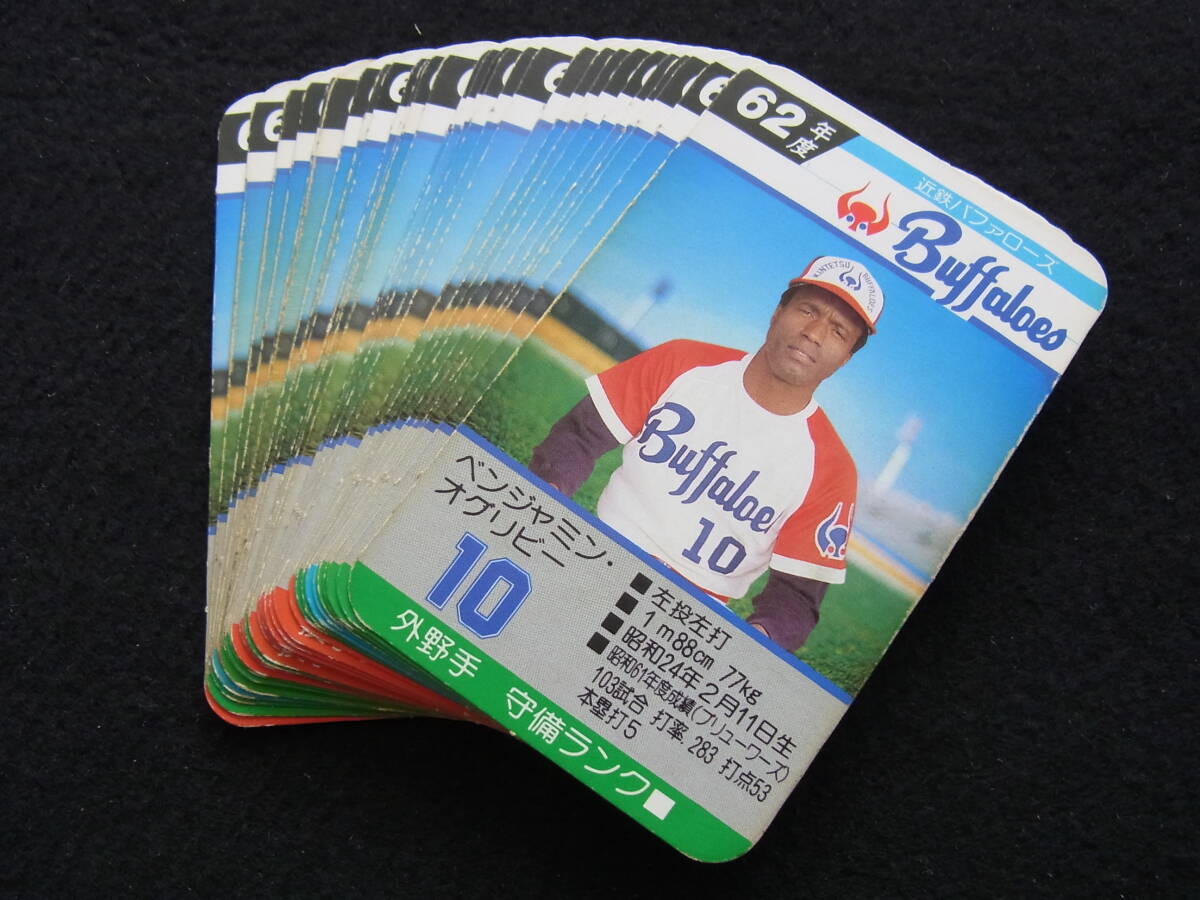 62年度
近鉄バファローズ
Buffaloes
KINTETSU BUFFALOES
Buffaloes
10
ベンジャミン・
オグリビー
10
■左投左打
■1m88cm 77kg
■昭和24年2月11日生
■昭和61年度成績(ブリューワーズ)
103試合 打率.283 打点53
本塁打5
外野手 守備ランク■